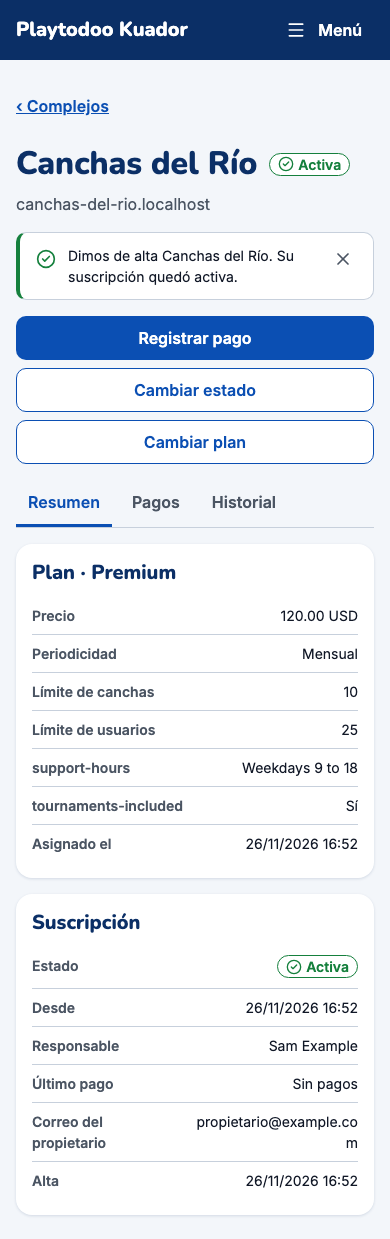 Playtodoo Kuador
Menú
‹ Complejos
Canchas del Río
Activa
canchas-del-rio.localhost
Dimos de alta Canchas del Río. Su
suscripción quedó activa.
Registrar pago
Cambiar estado
Cambiar plan
Resumen Pagos Historial
Plan · Premium
Precio 120.00 USD
Periodicidad Mensual
Límite de canchas 10
Límite de usuarios 25
support-hours Weekdays 9 to 18
tournaments-included Sí
Asignado el 26/11/2026 16:52
Suscripción
Estado Activa
Desde 26/11/2026 16:52
Responsable Sam Example
Último pago Sin pagos
Correo del propietario@example.co
propietario m
Alta 26/11/2026 16:52